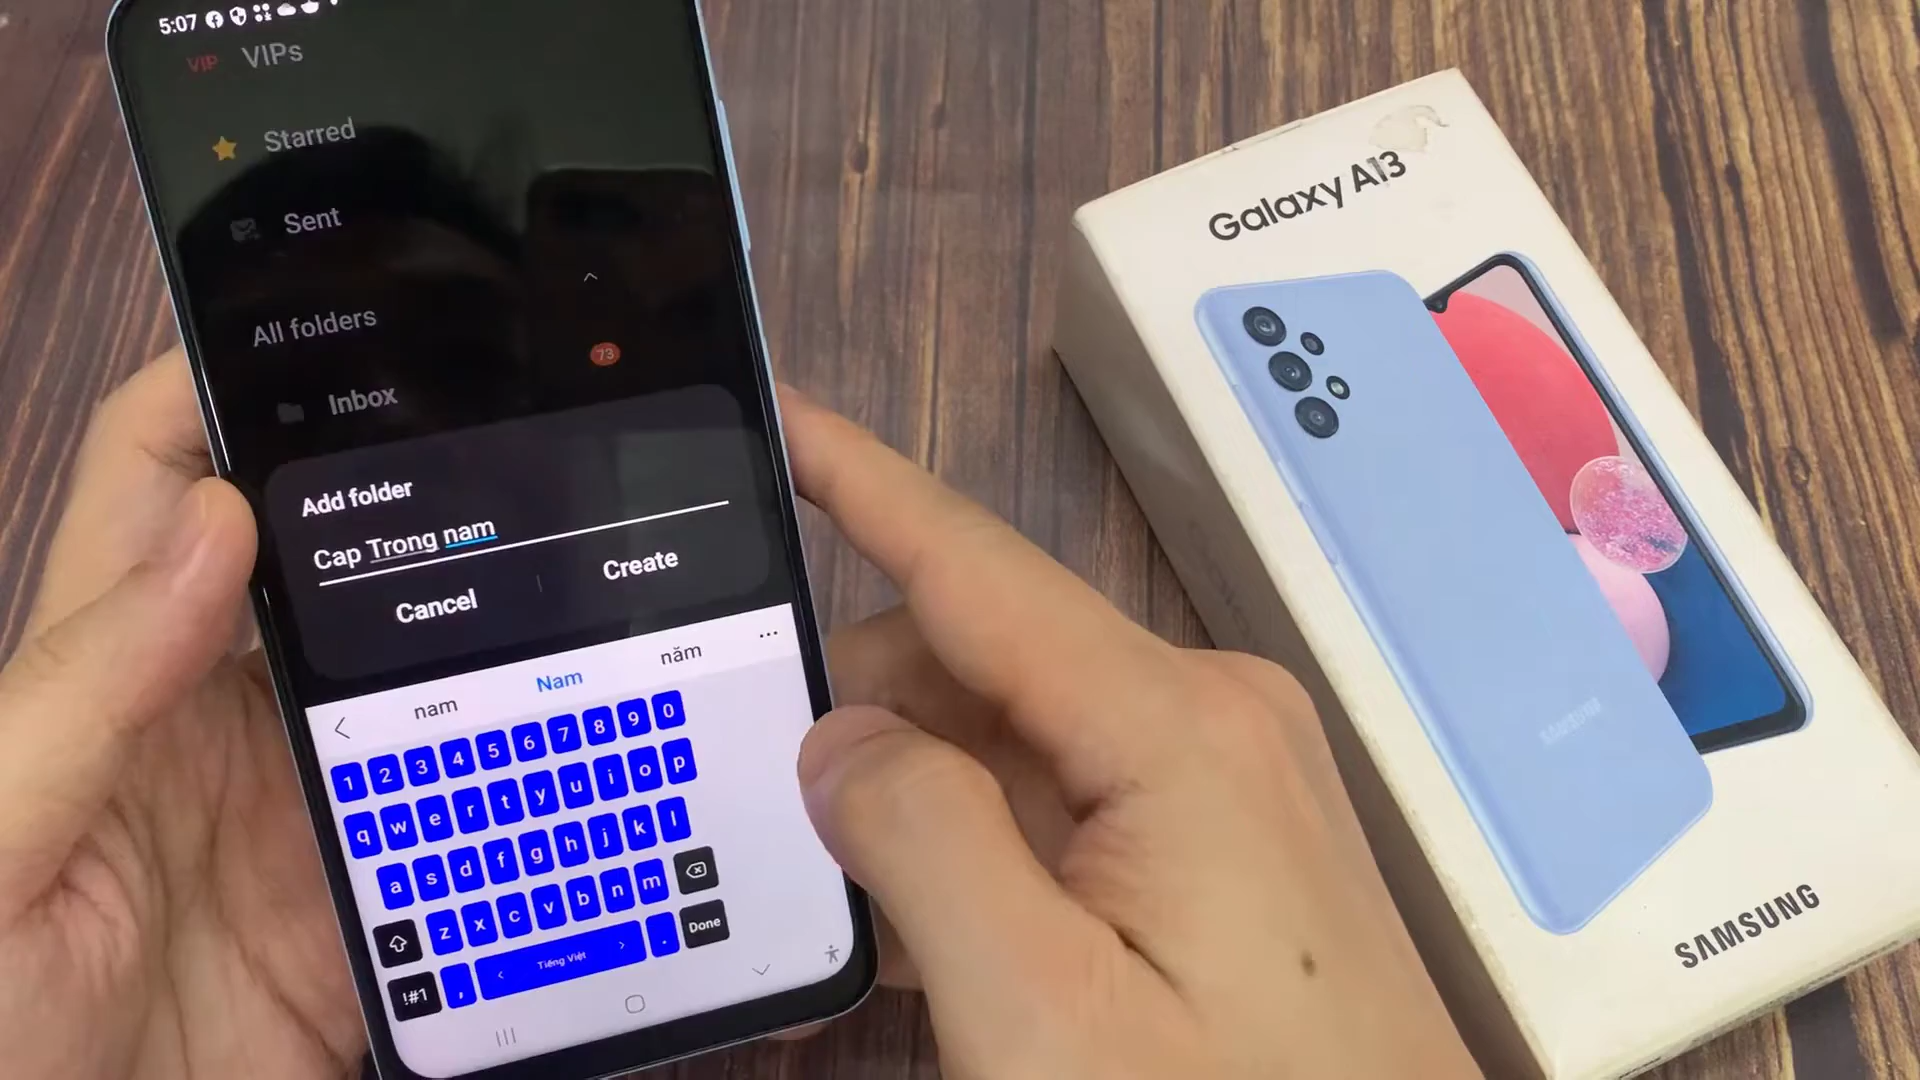 5:07
VIP VIPs
Starred
Sent
All folders
73
Inbox
Add folder
Cap Trong nam
Cancel
Create
nam
Nam
năm
1 2 3 4 5 6 7 8 9 0
q w e r t y u i o p
a s d f g h j k l
z x c v b n m
!#1 , < Tiếng Việt > . Done
Galaxy A13
SAMSUNG
SAMSUNG